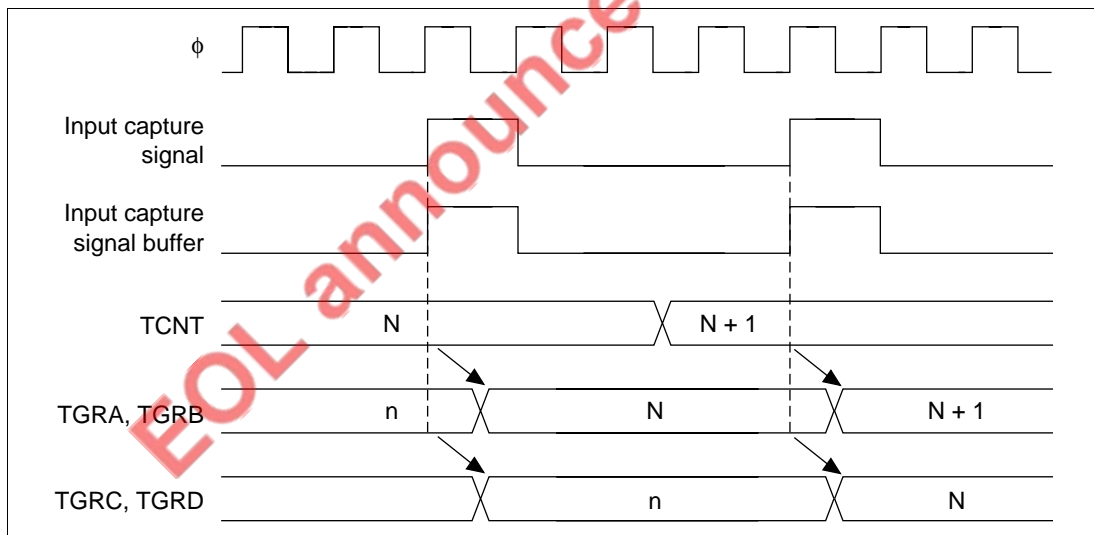 ϕ
Input capture
signal
Input capture
signal buffer
TCNT
N
N + 1
TGRA, TGRB
n
N
N + 1
TGRC, TGRD
n
N
EOL announce